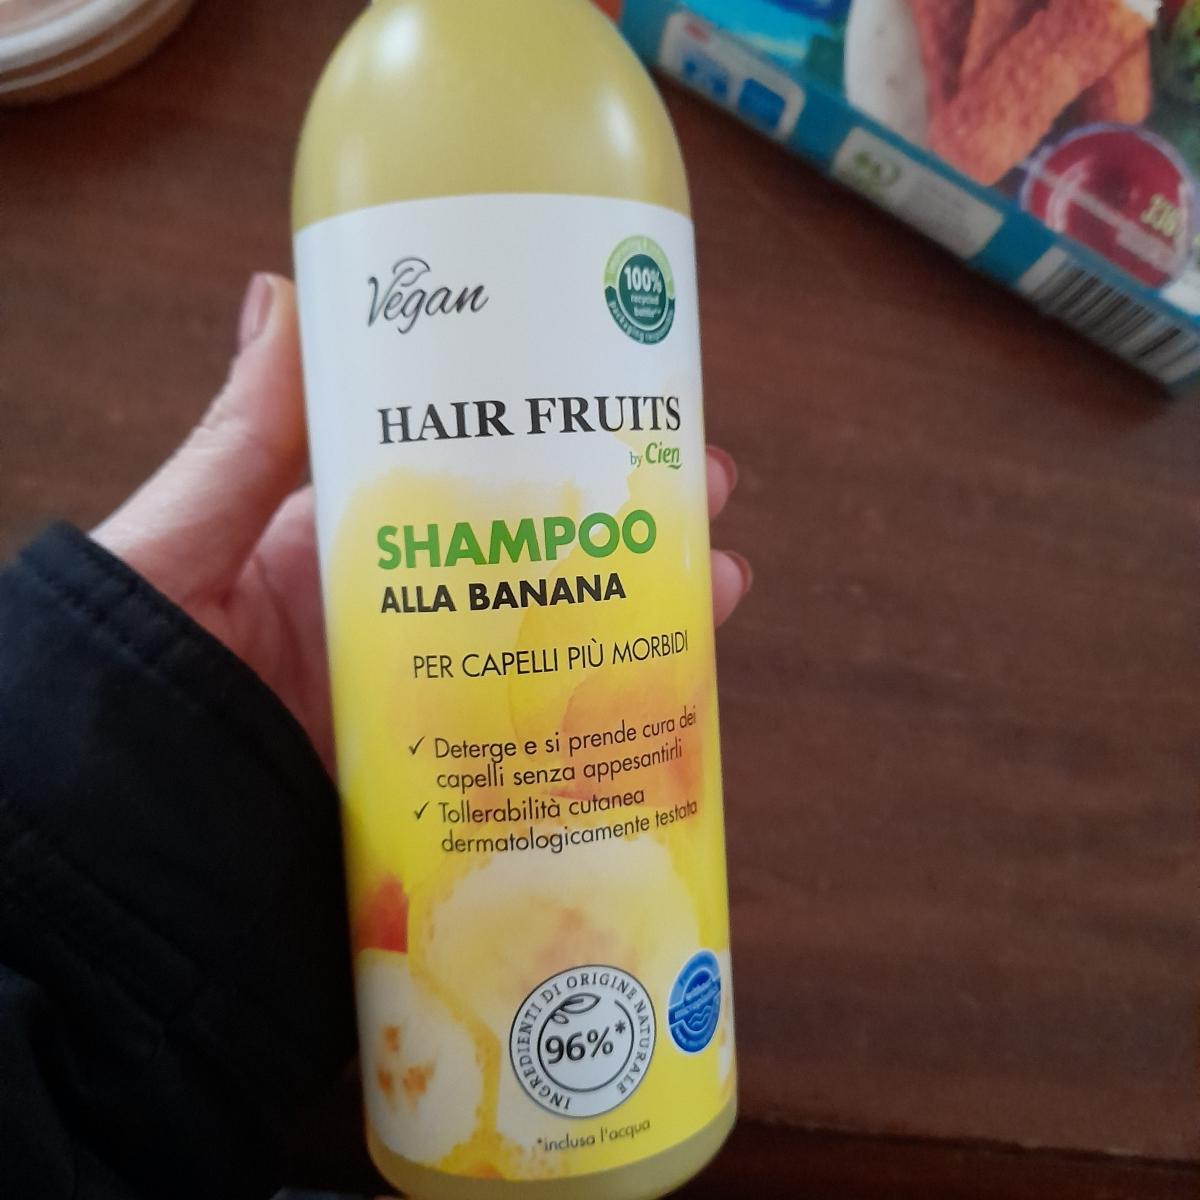 Vegan
100%
recycled
bottle**
HAIR FRUITS
by Cien
SHAMPOO
ALLA BANANA
PER CAPELLI PIÙ MORBIDI
✓ Deterge e si prende cura dei
capelli senza appesantirli
✓ Tollerabilità cutanea
dermatologicamente testata
INGREDIENTI DI ORIGINE NATURALE
96%*
*inclusa l'acqua
336